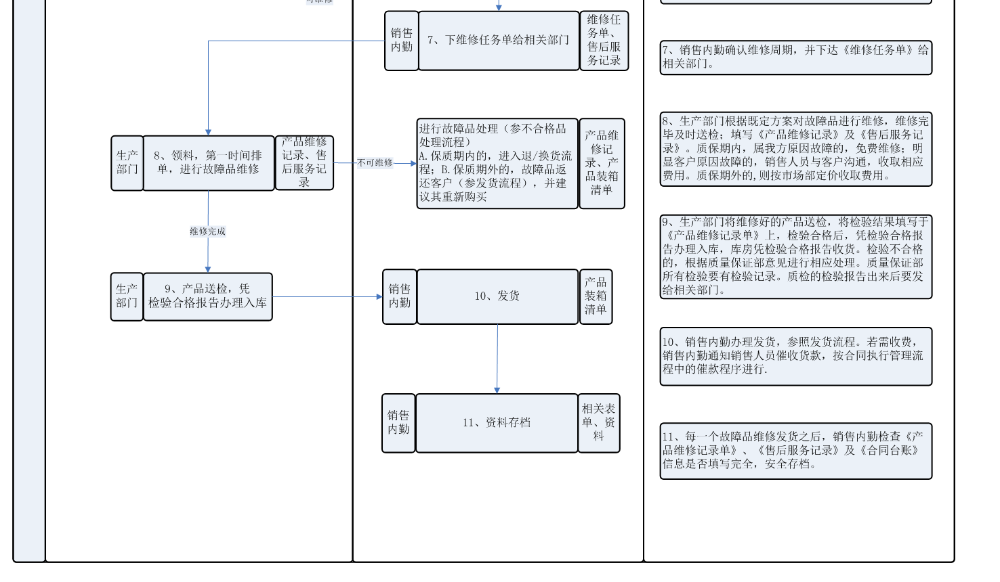 可维修
销售
内勤
7、下维修任务单给相关部门
维修任
务单、
售后服
务记录
7、销售内勤确认维修周期，并下达《维修任务单》给
相关部门。
生产
部门
8、领料，第一时间排
单，进行故障品维修
产品维修
记录、售
后服务记
录
不可维修
进行故障品处理（参不合格品
处理流程）
A.保质期内的，进入退/换货流
程；B.保质期外的，故障品返
还客户（参发货流程），并建
议其重新购买
产品维
修记
录、产
品装箱
清单
8、生产部门根据既定方案对故障品进行维修，维修完
毕及时送检；填写《产品维修记录》及《售后服务记
录》。质保期内，属我方原因故障的，免费维修；明
显客户原因故障的，销售人员与客户沟通，收取相应
费用。质保期外的,则按市场部定价收取费用。
维修完成
生产
部门
9、产品送检，凭
检验合格报告办理入库
销售
内勤
10、发货
产品
装箱
清单
9、生产部门将维修好的产品送检，将检验结果填写于
《产品维修记录单》上，检验合格后，凭检验合格报
告办理入库，库房凭检验合格报告收货。检验不合格
的，根据质量保证部意见进行相应处理。质量保证部
所有检验要有检验记录。质检的检验报告出来后要发
给相关部门。
10、销售内勤办理发货，参照发货流程。若需收费，
销售内勤通知销售人员催收货款，按合同执行管理流
程中的催款程序进行.
销售
内勤
11、资料存档
相关表
单、资
料
11、每一个故障品维修发货之后，销售内勤检查《产
品维修记录单》、《售后服务记录》及《合同台账》
信息是否填写完全，安全存档。